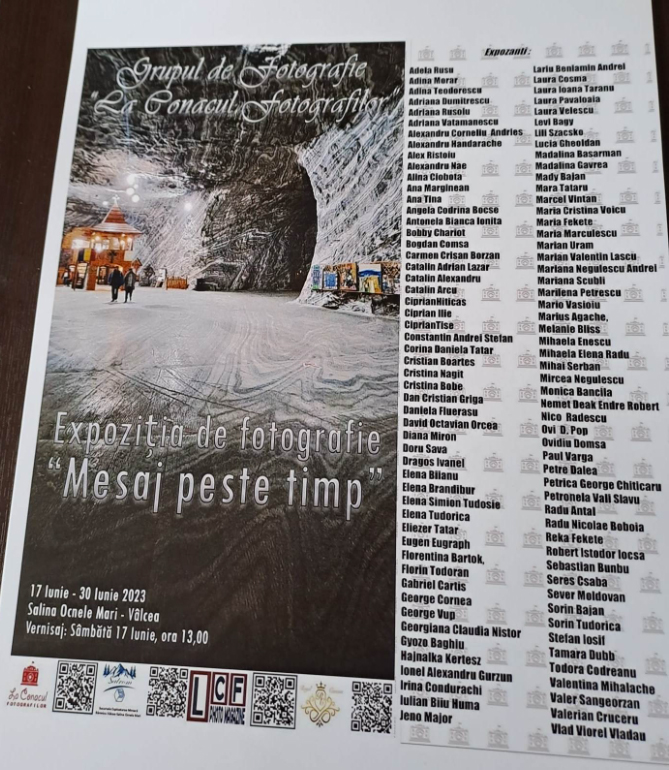 Grupul de Fotografie
"La Conacul Fotografilor"
Expoziția de fotografie
"Mesaj peste timp"
17 Iunie - 30 Iunie 2023
Salina Ocnele Mari - Vâlcea
Vernisaj: Sâmbătă 17 Iunie, ora 13,00
La Conacul
FOTOGRAFILOR
LCF
PHOTO MAGAZINE
Expozanti:
Adela Rusu
Adina Morar
Adina Teodorescu
Adriana Dumitrescu
Adriana Rusolu
Adriana Vatamanescu
Alexandru Corneliu Andries
Alexandru Handarache
Alex Ristoiu
Alexandru Nae
Alina Ciobota
Ana Marginean
Ana Tina
Angela Codrina Bocse
Antonela Bianca Ionita
Bobby Chariot
Bogdan Comsa
Carmen Crisan Borzan
Catalin Adrian Lazar
Catalin Alexandru
Catalin Arcu
CiprianHiticas
Ciprian Ilie
CiprianTise
Constantin Andrei Stefan
Corina Daniela Tatar
Cristian Boartes
Cristina Nagit
Cristina Bobe
Dan Cristian Griga
Daniela Fluerasu
David Octavian Orcea
Diana Miron
Doru Sava
Dragos Ivanel
Elena Blianu
Elena Brandibur
Elena Simion Tudosie
Elena Tudorica
Eliezer Tatar
Eugen Eugraph
Florentina Bartok,
Florin Todoran
Gabriel Cartis
George Cornea
George Vup
Georgiana Claudia Nistor
Gyozo Baghiu
Hajnalka Kertesz
Ionel Alexandru Gurzun
Irina Condurachi
Iulian Biiu Huma
Jeno Major
Lariu Beniamin Andrei
Laura Cosma
Laura Ioana Taranu
Laura Pavaloaia
Laura Velescu
Levi Bagy
Lili Szacsko
Lucia Gheoldan
Madalina Basarman
Madalina Gavrea
Mady Bajan
Mara Tataru
Marcel Vintan
Maria Cristina Voicu
Maria Fekete
Maria Marculescu
Marian Uram
Marian Valentin Lascu
Mariana Negulescu Andrei
Mariana Scubli
Marilena Petrescu
Mario Vasioiu
Marius Agache,
Melanie Bliss
Mihaela Enescu
Mihaela Elena Radu
Mihai Serban
Mircea Negulescu
Monica Bancila
Nemet Deak Endre Robert
Nico Radescu
Ovi D. Pop
Ovidiu Domsa
Paul Varga
Petre Dalea
Petrica George Chiticaru
Petronela Vall Slavu
Radu Antal
Radu Nicolae Boboia
Reka Fekete
Robert Istodor Iocsa
Sebastian Bunbu
Seres Csaba
Sever Moldovan
Sorin Bajan
Sorin Tudorica
Stefan Iosif
Tamara Dubb
Todora Codreanu
Valentina Mihalache
Valer Sangeorzan
Valerian Cruceru
Vlad Viorel Vladau